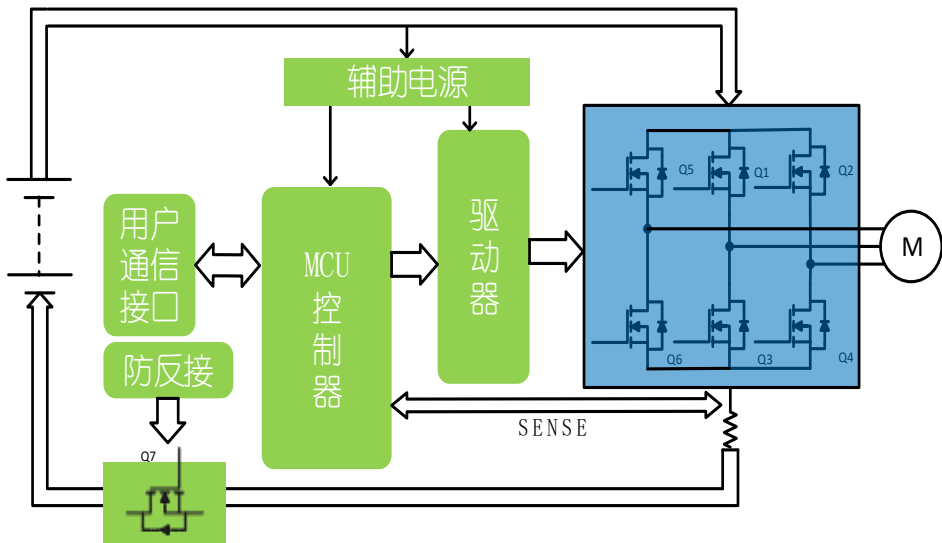 辅助电源
用户
通信
接口
MCU
控
制
器
驱
动
器
Q5
Q1
Q2
M
Q6
Q3
Q4
防反接
SENSE
Q7